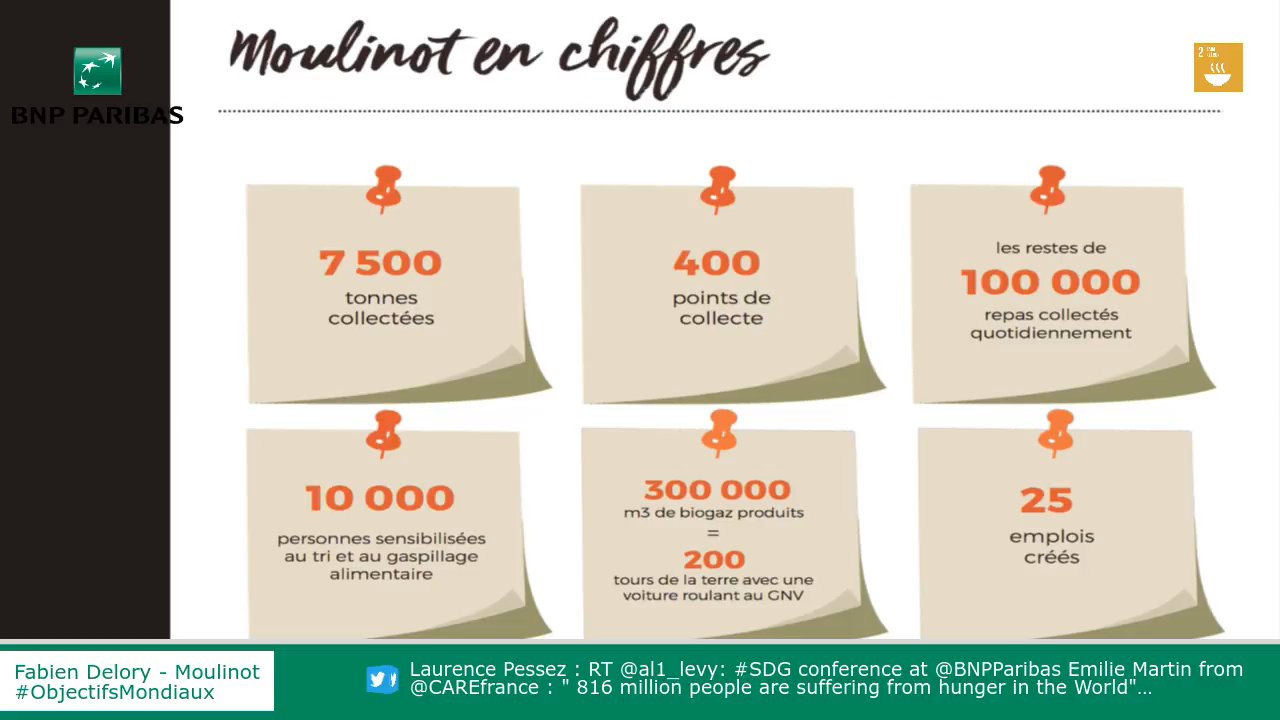 Moulinot en chiffres
BNP PARIBAS
7 500
tonnes
collectées
400
points de
collecte
les restes de
100 000
repas collectés
quotidiennement
10 000
personnes sensibilisées
au tri et au gaspillage
alimentaire
300 000
m3 de biogaz produits
=
200
tours de la terre avec une
voiture roulant au GNV
25
emplois
créés
Fabien Delory - Moulinot
#ObjectifsMondiaux
Laurence Pessez : RT @al1_levy: #SDG conference at @BNPParibas Emilie Martin from
@CAREfrance : " 816 million people are suffering from hunger in the World"…